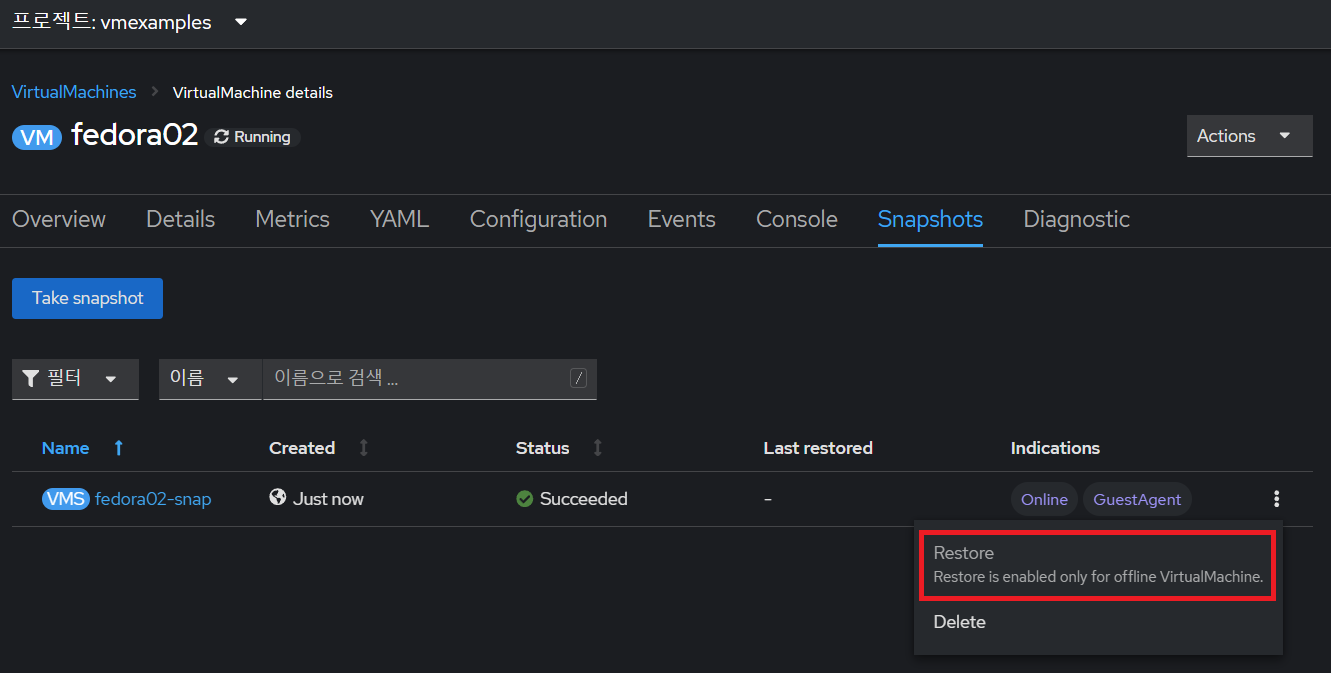 프로젝트: vmexamples
VirtualMachines > VirtualMachine details
VM fedora02 Running
Actions
Overview Details Metrics YAML Configuration Events Console Snapshots Diagnostic
Take snapshot
필터 이름 이름으로 검색 ... /
Name Created Status Last restored Indications
VMS fedora02-snap Just now Succeeded - Online GuestAgent
Restore
Restore is enabled only for offline VirtualMachine.
Delete